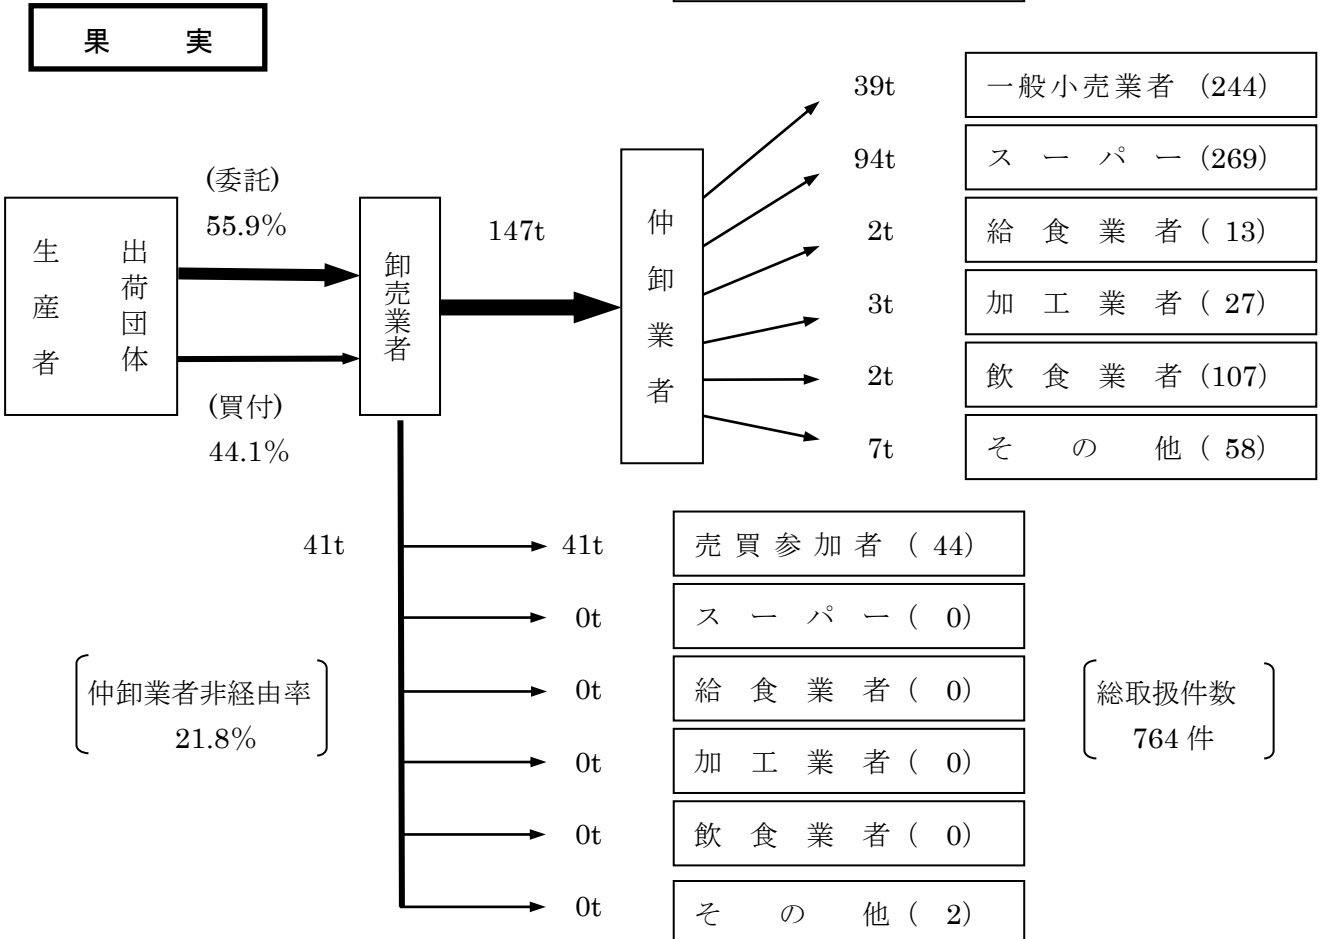 果 実
39t 一般小売業者 (244)
94t スーパー (269)
2t 給食業者 ( 13)
3t 加工業者 ( 27)
2t 飲食業者 (107)
7t その他 ( 58)
生産者
出荷団体
(委託)
55.9%
(買付)
44.1%
卸売業者
147t
仲卸業者
41t
41t 売買参加者 ( 44)
0t スーパー ( 0)
0t 給食業者 ( 0)
0t 加工業者 ( 0)
0t 飲食業者 ( 0)
0t その他 ( 2)
仲卸業者非経由率
21.8%
総取扱件数
764 件